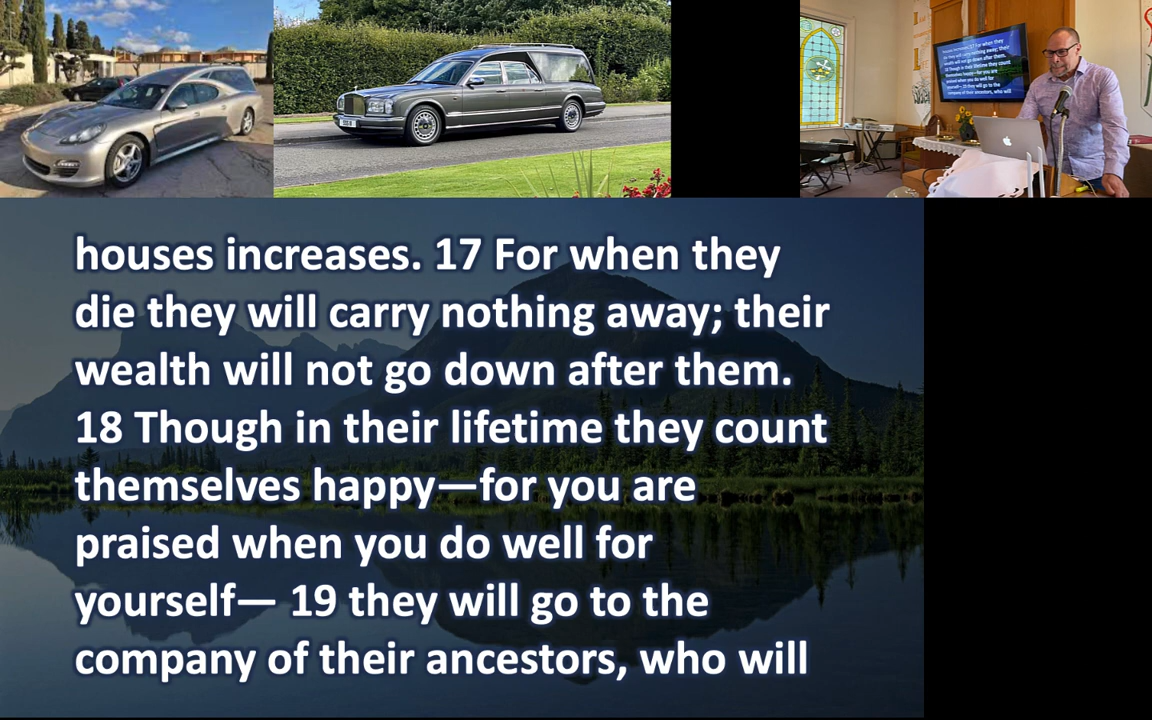 houses increases. 17 For when they
die they will carry nothing away; their
wealth will not go down after them.
18 Though in their lifetime they count
themselves happy—for you are
praised when you do well for
yourself— 19 they will go to the
company of their ancestors, who will